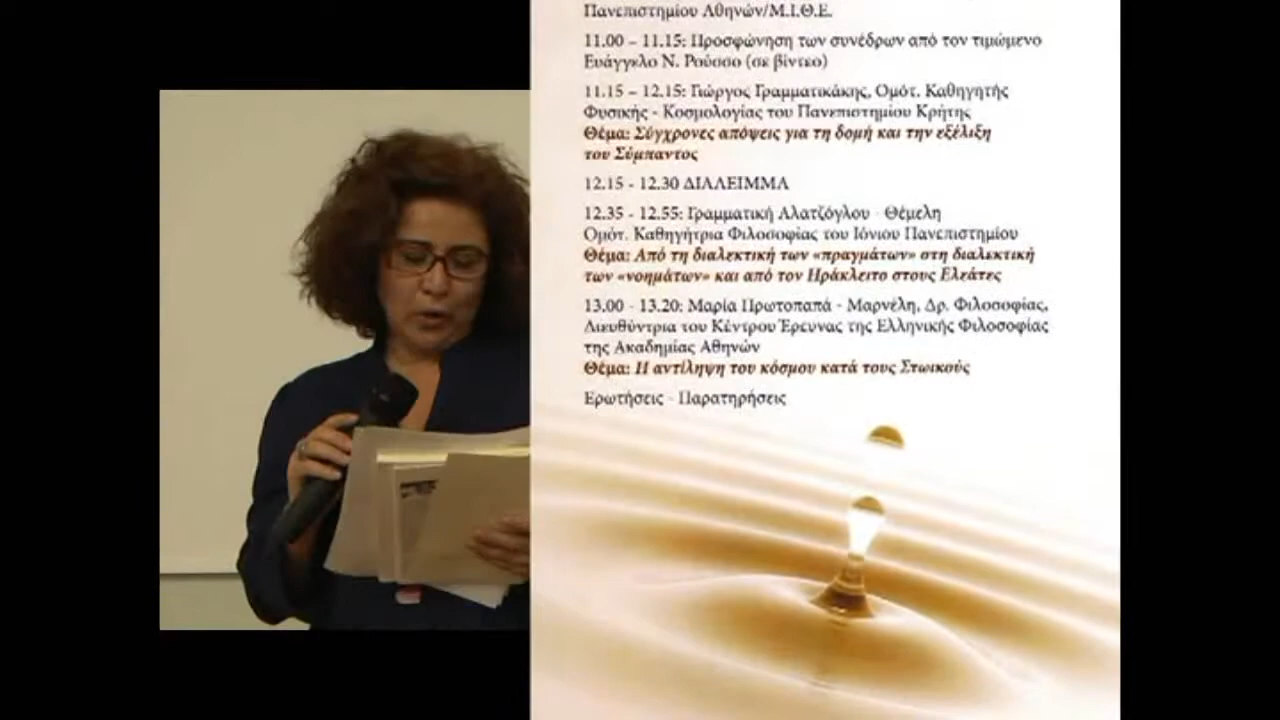 Πανεπιστημίου Αθηνών/Μ.Ι.Θ.Ε.
11.00 – 11.15: Προσφώνηση των συνέδρων από τον τιμώμενο
Ευάγγελο Ν. Ρούσσο (σε βίντεο)
11.15 – 12.15: Γιώργος Γραμματικάκης, Ομότ. Καθηγητής
Φυσικής - Κοσμολογίας του Πανεπιστημίου Κρήτης
Θέμα: Σύγχρονες απόψεις για τη δομή και την εξέλιξη
του Σύμπαντος
12.15 - 12.30 ΔΙΑΛΕΙΜΜΑ
12.35 - 12.55: Γραμματική Αλατζόγλου - Θέμελη
Ομότ. Καθηγήτρια Φιλοσοφίας του Ιόνιου Πανεπιστημίου
Θέμα: Από τη διαλεκτική των «πραγμάτων» στη διαλεκτική
των «νοημάτων» και από τον Ηράκλειτο στους Ελεάτες
13.00 - 13.20: Μαρία Πρωτοπαπά - Μαρνέλη, Δρ. Φιλοσοφίας,
Διευθύντρια του Κέντρου Έρευνας της Ελληνικής Φιλοσοφίας
της Ακαδημίας Αθηνών
Θέμα: Η αντίληψη του κόσμου κατά τους Στωικούς
Ερωτήσεις - Παρατηρήσεις